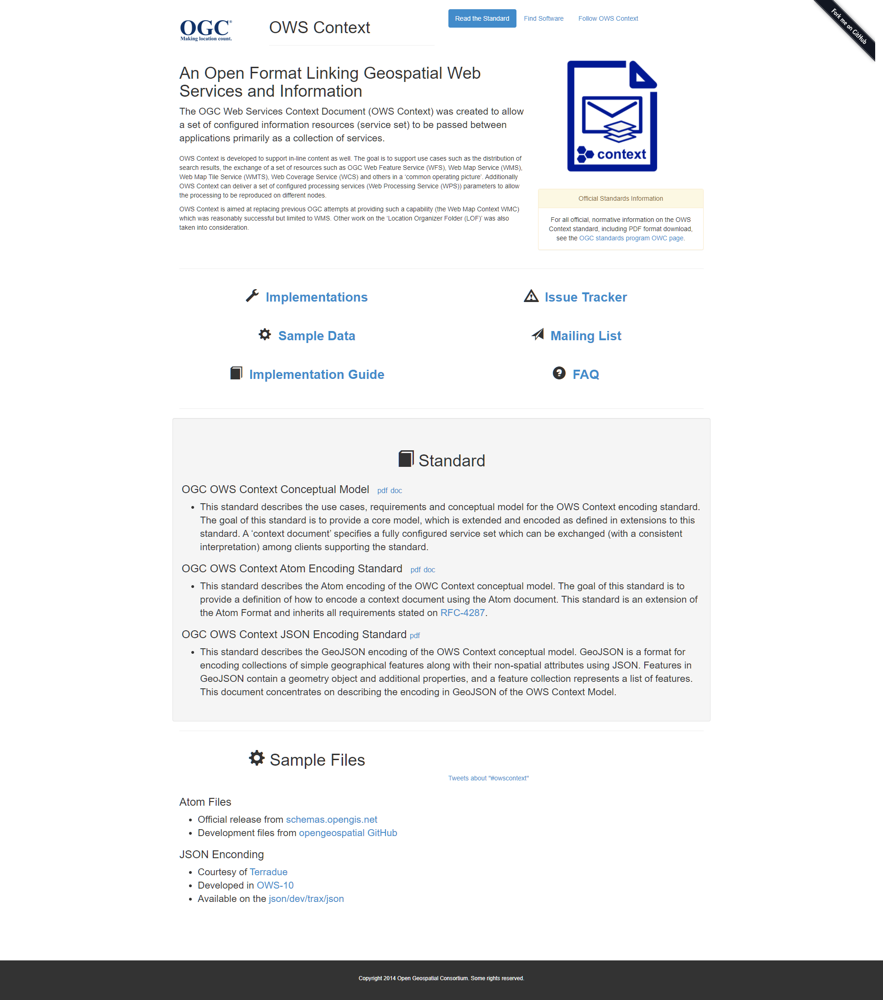 OGC®
Making location count.
OWS Context
Read the Standard
Find Software
Follow OWS Context
Fork me on GitHub
An Open Format Linking Geospatial Web
Services and Information
The OGC Web Services Context Document (OWS Context) was created to allow
a set of configured information resources (service set) to be passed between
applications primarily as a collection of services.
OWS Context is developed to support in-line content as well. The goal is to support use cases such as the distribution of
search results, the exchange of a set of resources such as OGC Web Feature Service (WFS), Web Map Service (WMS),
Web Map Tile Service (WMTS), Web Coverage Service (WCS) and others in a ‘common operating picture’. Additionally
OWS Context can deliver a set of configured processing services (Web Processing Service (WPS)) parameters to allow
the processing to be reproduced on different nodes.
OWS Context is aimed at replacing previous OGC attempts at providing such a capability (the Web Map Context WMC)
which was reasonably successful but limited to WMS. Other work on the ‘Location Organizer Folder (LOF)’ was also
taken into consideration.
context
Official Standards Information
For all official, normative information on the OWS
Context standard, including PDF format download,
see the OGC standards program OWC page.
Implementations
Issue Tracker
Sample Data
Mailing List
Implementation Guide
FAQ
Standard
OGC OWS Context Conceptual Model pdf doc
• This standard describes the use cases, requirements and conceptual model for the OWS Context encoding standard.
The goal of this standard is to provide a core model, which is extended and encoded as defined in extensions to this
standard. A ‘context document’ specifies a fully configured service set which can be exchanged (with a consistent
interpretation) among clients supporting the standard.
OGC OWS Context Atom Encoding Standard pdf doc
• This standard describes the Atom encoding of the OWC Context conceptual model. The goal of this standard is to
provide a definition of how to encode a context document using the Atom document. This standard is an extension of
the Atom Format and inherits all requirements stated on RFC-4287.
OGC OWS Context JSON Encoding Standard pdf
• This standard describes the GeoJSON encoding of the OWS Context conceptual model. GeoJSON is a format for
encoding collections of simple geographical features along with their non-spatial attributes using JSON. Features in
GeoJSON contain a geometry object and additional properties, and a feature collection represents a list of features.
This document concentrates on describing the encoding in GeoJSON of the OWS Context Model.
Sample Files
Tweets about "#owscontext"
Atom Files
• Official release from schemas.opengis.net
• Development files from opengeospatial GitHub
JSON Enconding
• Courtesy of Terradue
• Developed in OWS-10
• Available on the json/dev/trax/json
Copyright 2014 Open Geospatial Consortium. Some rights reserved.